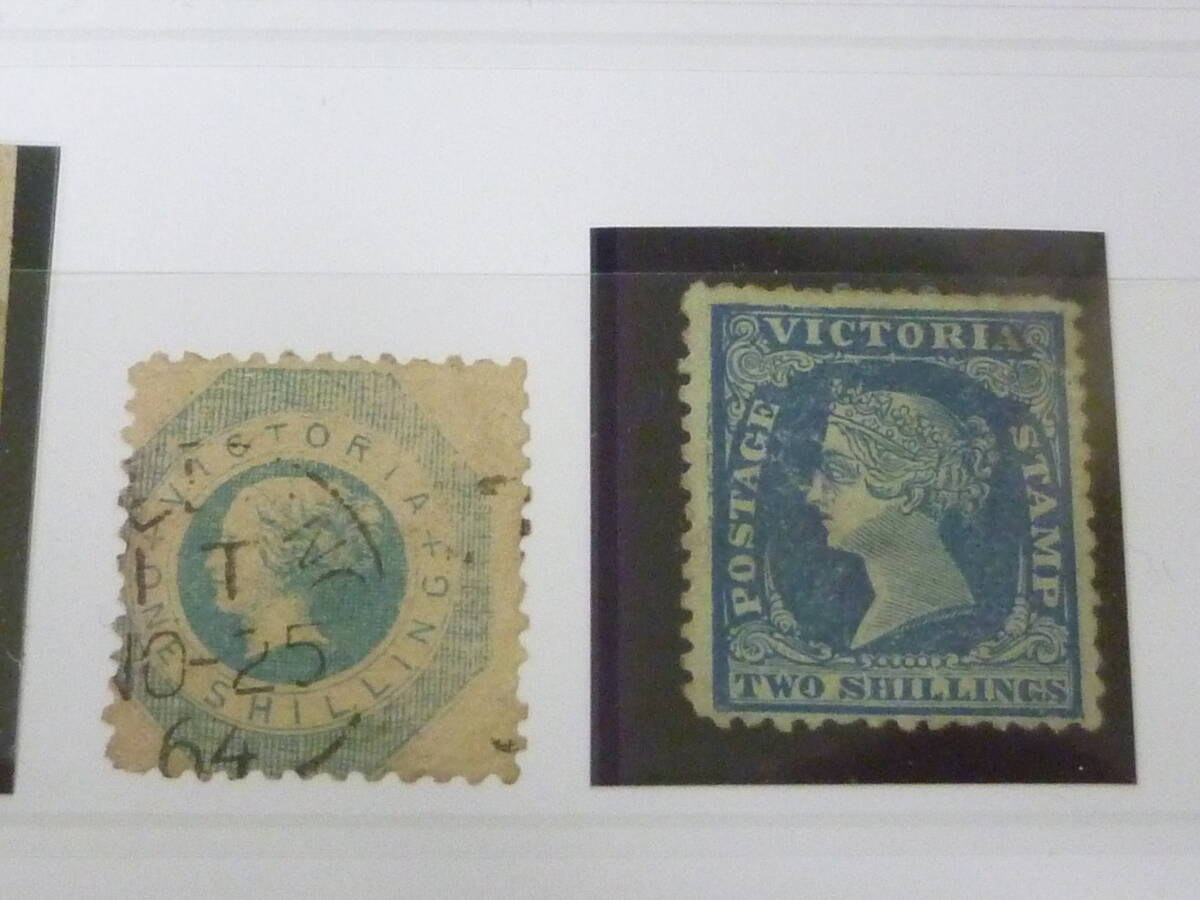 VICTORIA
ONE SHILLING
T
10-25
64
VICTORIA
POSTAGE
STAMP
TWO SHILLINGS